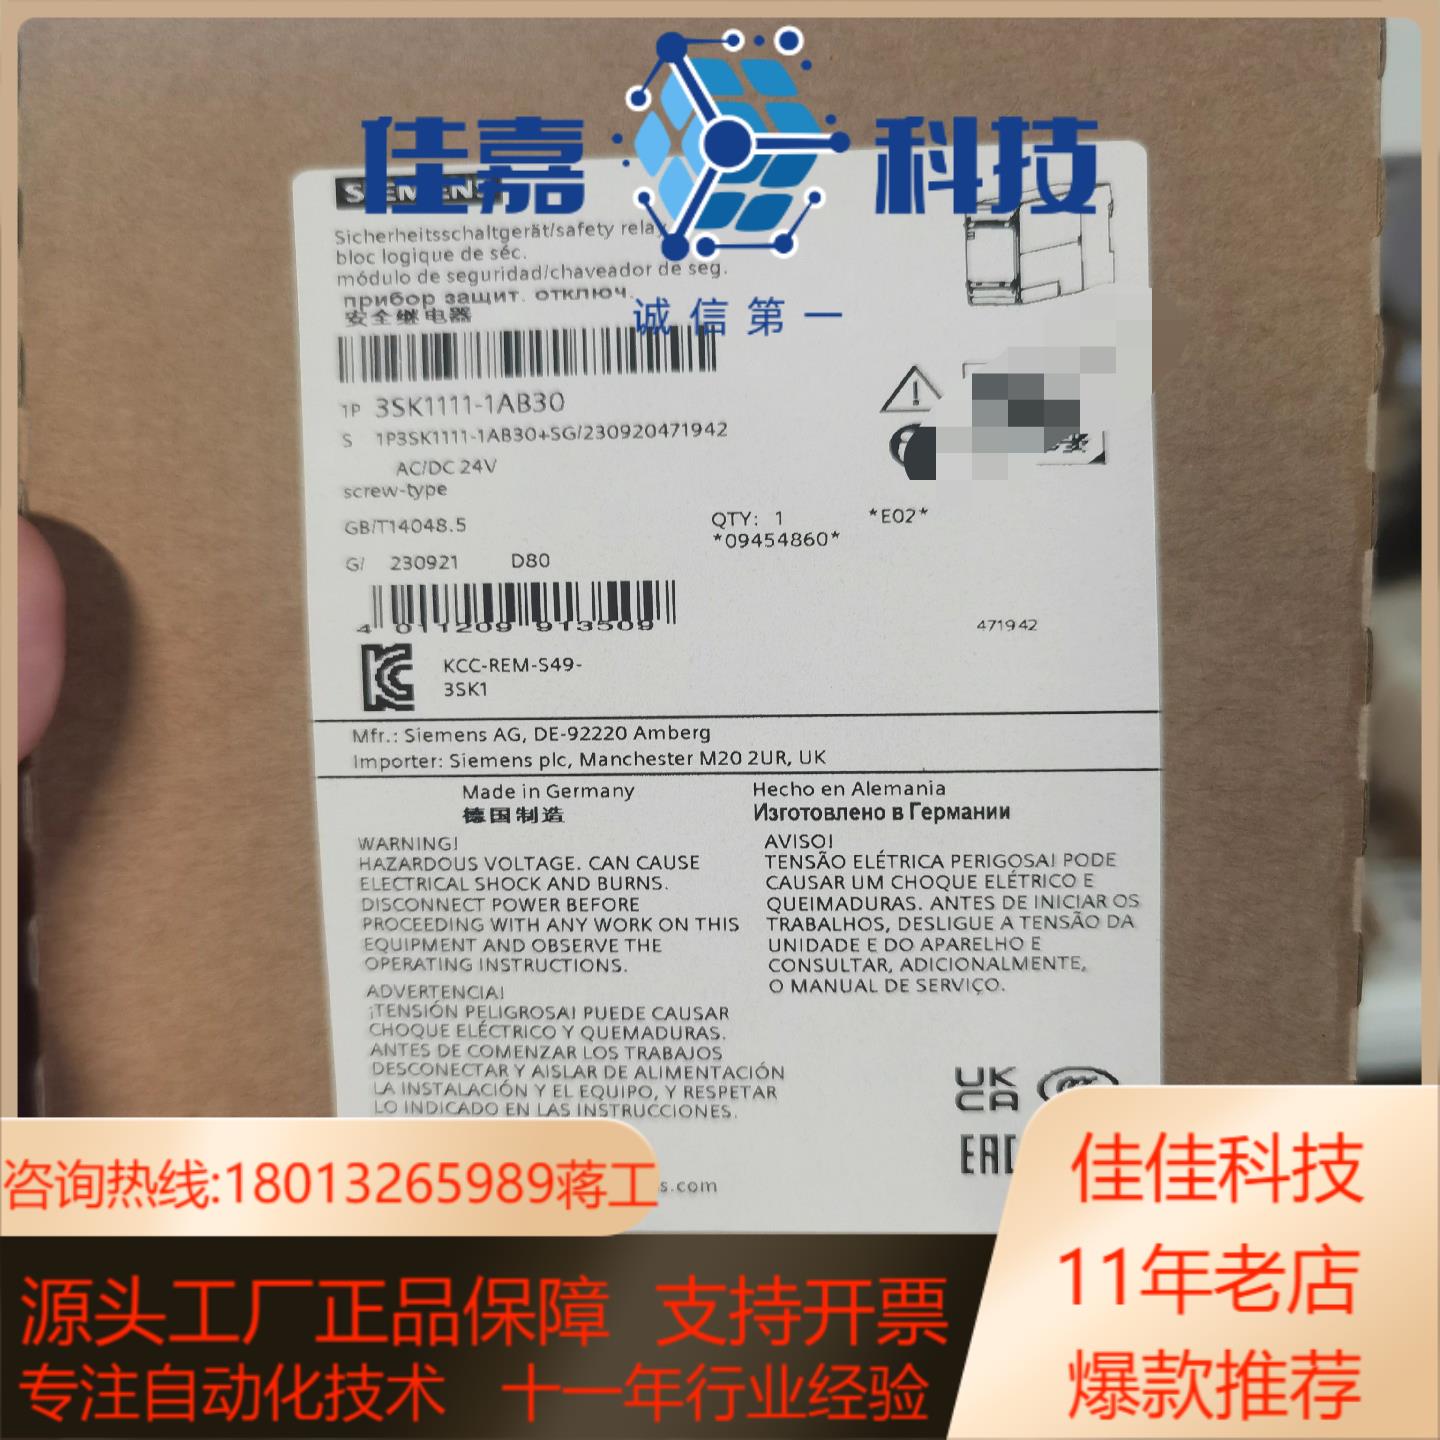 佳嘉 科技
诚信第一
SIEMENS
Sicherheitsschaltgerät/safety relay
bloc logique de séc.
módulo de seguridad/chaveador de seg.
прибор защит. отключ.
安全继电器
1P 3SK1111-1AB30
S 1P3SK1111-1AB30+SG/230920471942
AC/DC 24V
screw-type
GB/T14048.5
QTY: 1 *E02*
*09454860*
G/ 230921 D80
4 011209 913509
471942
KCC-REM-S49-
3SK1
Mfr.: Siemens AG, DE-92220 Amberg
Importer: Siemens plc, Manchester M20 2UR, UK
Made in Germany
德国制造
Hecho en Alemania
Изготовлено в Германии
WARNING!
HAZARDOUS VOLTAGE. CAN CAUSE
ELECTRICAL SHOCK AND BURNS.
DISCONNECT POWER BEFORE
PROCEEDING WITH ANY WORK ON THIS
EQUIPMENT AND OBSERVE THE
OPERATING INSTRUCTIONS.
AVISO!
TENSÃO ELÉTRICA PERIGOSA! PODE
CAUSAR UM CHOQUE ELÉTRICO E
QUEIMADURAS. ANTES DE INICIAR OS
TRABALHOS, DESLIGUE A TENSÃO DA
UNIDADE E DO APARELHO E
CONSULTAR, ADICIONALMENTE,
O MANUAL DE SERVIÇO.
ADVERTENCIA!
¡TENSIÓN PELIGROSA! PUEDE CAUSAR
CHOQUE ELÉCTRICO Y QUEMADURAS.
ANTES DE COMENZAR LOS TRABAJOS
DESCONECTAR Y AISLAR DE ALIMENTACIÓN
LA INSTALACIÓN Y EL EQUIPO, Y RESPETAR
LO INDICADO EN LAS INSTRUCCIONES.
UK
CA
CCC
EAC
s.com
咨询热线:18013265989蒋工
佳佳科技
11年老店
爆款推荐
源头工厂正品保障 支持开票
专注自动化技术 十一年行业经验